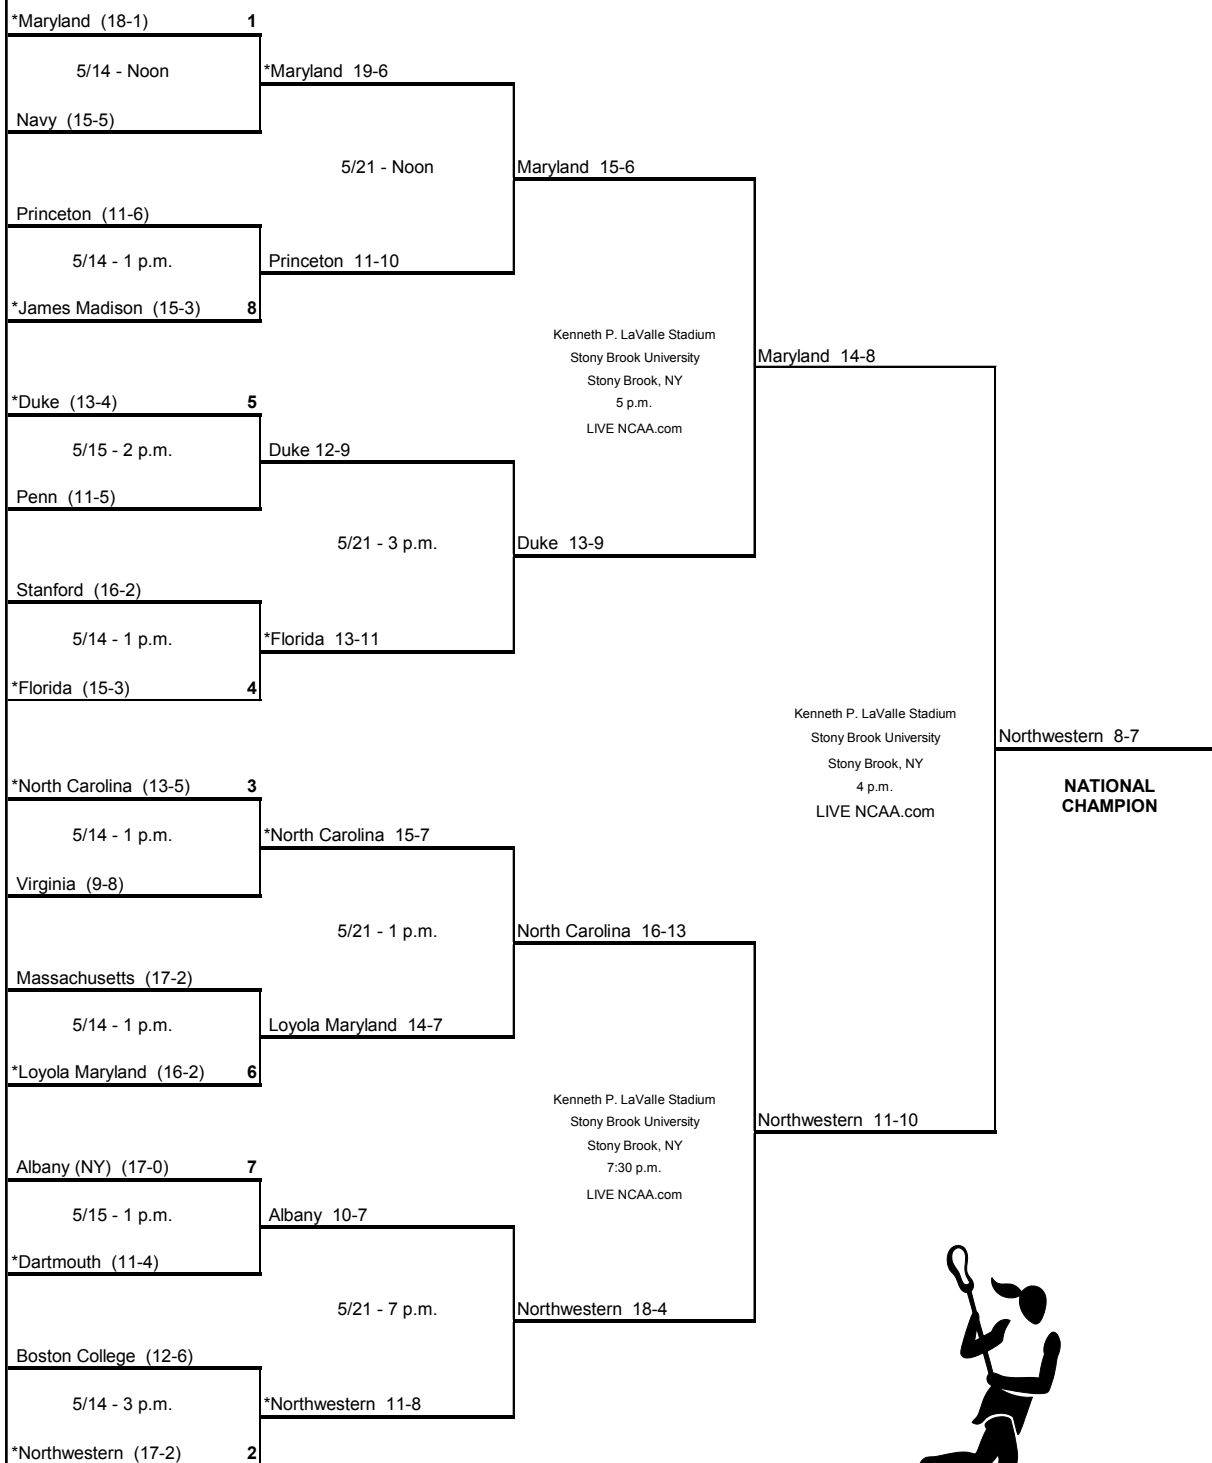 *Maryland (18-1) 1
5/14 - Noon
Navy (15-5)
Princeton (11-6)
5/14 - 1 p.m.
*James Madison (15-3) 8
*Duke (13-4) 5
5/15 - 2 p.m.
Penn (11-5)
Stanford (16-2)
5/14 - 1 p.m.
*Florida (15-3) 4
*North Carolina (13-5) 3
5/14 - 1 p.m.
Virginia (9-8)
Massachusetts (17-2)
5/14 - 1 p.m.
*Loyola Maryland (16-2) 6
Albany (NY) (17-0) 7
5/15 - 1 p.m.
*Dartmouth (11-4)
Boston College (12-6)
5/14 - 3 p.m.
*Northwestern (17-2) 2
*Maryland 19-6
5/21 - Noon
Princeton 11-10
Duke 12-9
5/21 - 3 p.m.
*Florida 13-11
*North Carolina 15-7
5/21 - 1 p.m.
Loyola Maryland 14-7
Albany 10-7
5/21 - 7 p.m.
*Northwestern 11-8
Maryland 15-6
Kenneth P. LaValle Stadium
Stony Brook University
Stony Brook, NY
5 p.m.
LIVE NCAA.com
Duke 13-9
North Carolina 16-13
Kenneth P. LaValle Stadium
Stony Brook University
Stony Brook, NY
7:30 p.m.
LIVE NCAA.com
Northwestern 18-4
Maryland 14-8
Kenneth P. LaValle Stadium
Stony Brook University
Stony Brook, NY
4 p.m.
LIVE NCAA.com
Northwestern 11-10
Northwestern 8-7
NATIONAL
CHAMPION